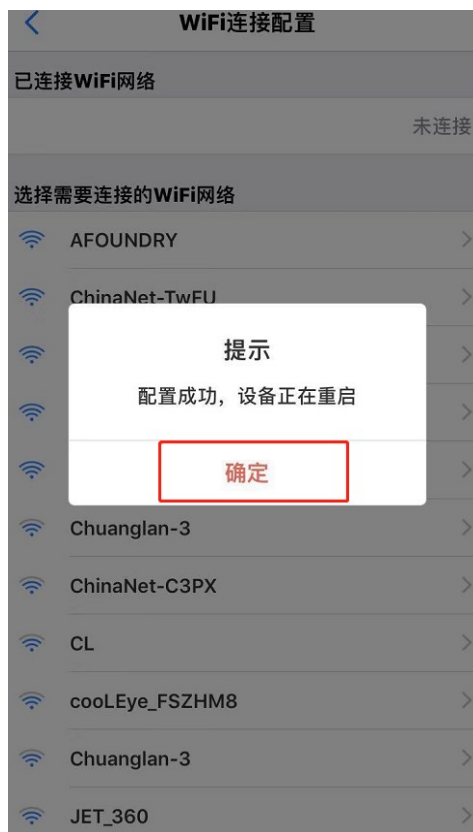 WiFi连接配置
已连接WiFi网络
未连接
选择需要连接的WiFi网络
AFOUNDRY
ChinaNet-TwFU
提示
配置成功，设备正在重启
确定
Chuanglan-3
ChinaNet-C3PX
CL
cooLEye_FSZHM8
Chuanglan-3
JET_360